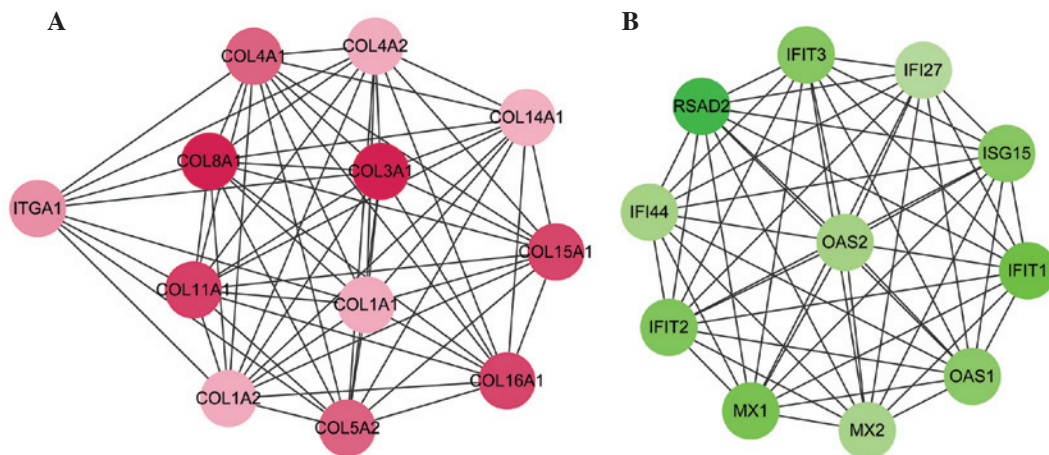 A
COL4A1
COL4A2
COL14A1
COL8A1
COL3A1
ITGA1
COL15A1
COL11A1
COL1A1
COL16A1
COL1A2
COL5A2
B
IFIT3
IFI27
RSAD2
ISG15
IFI44
OAS2
IFIT1
IFIT2
OAS1
MX1
MX2